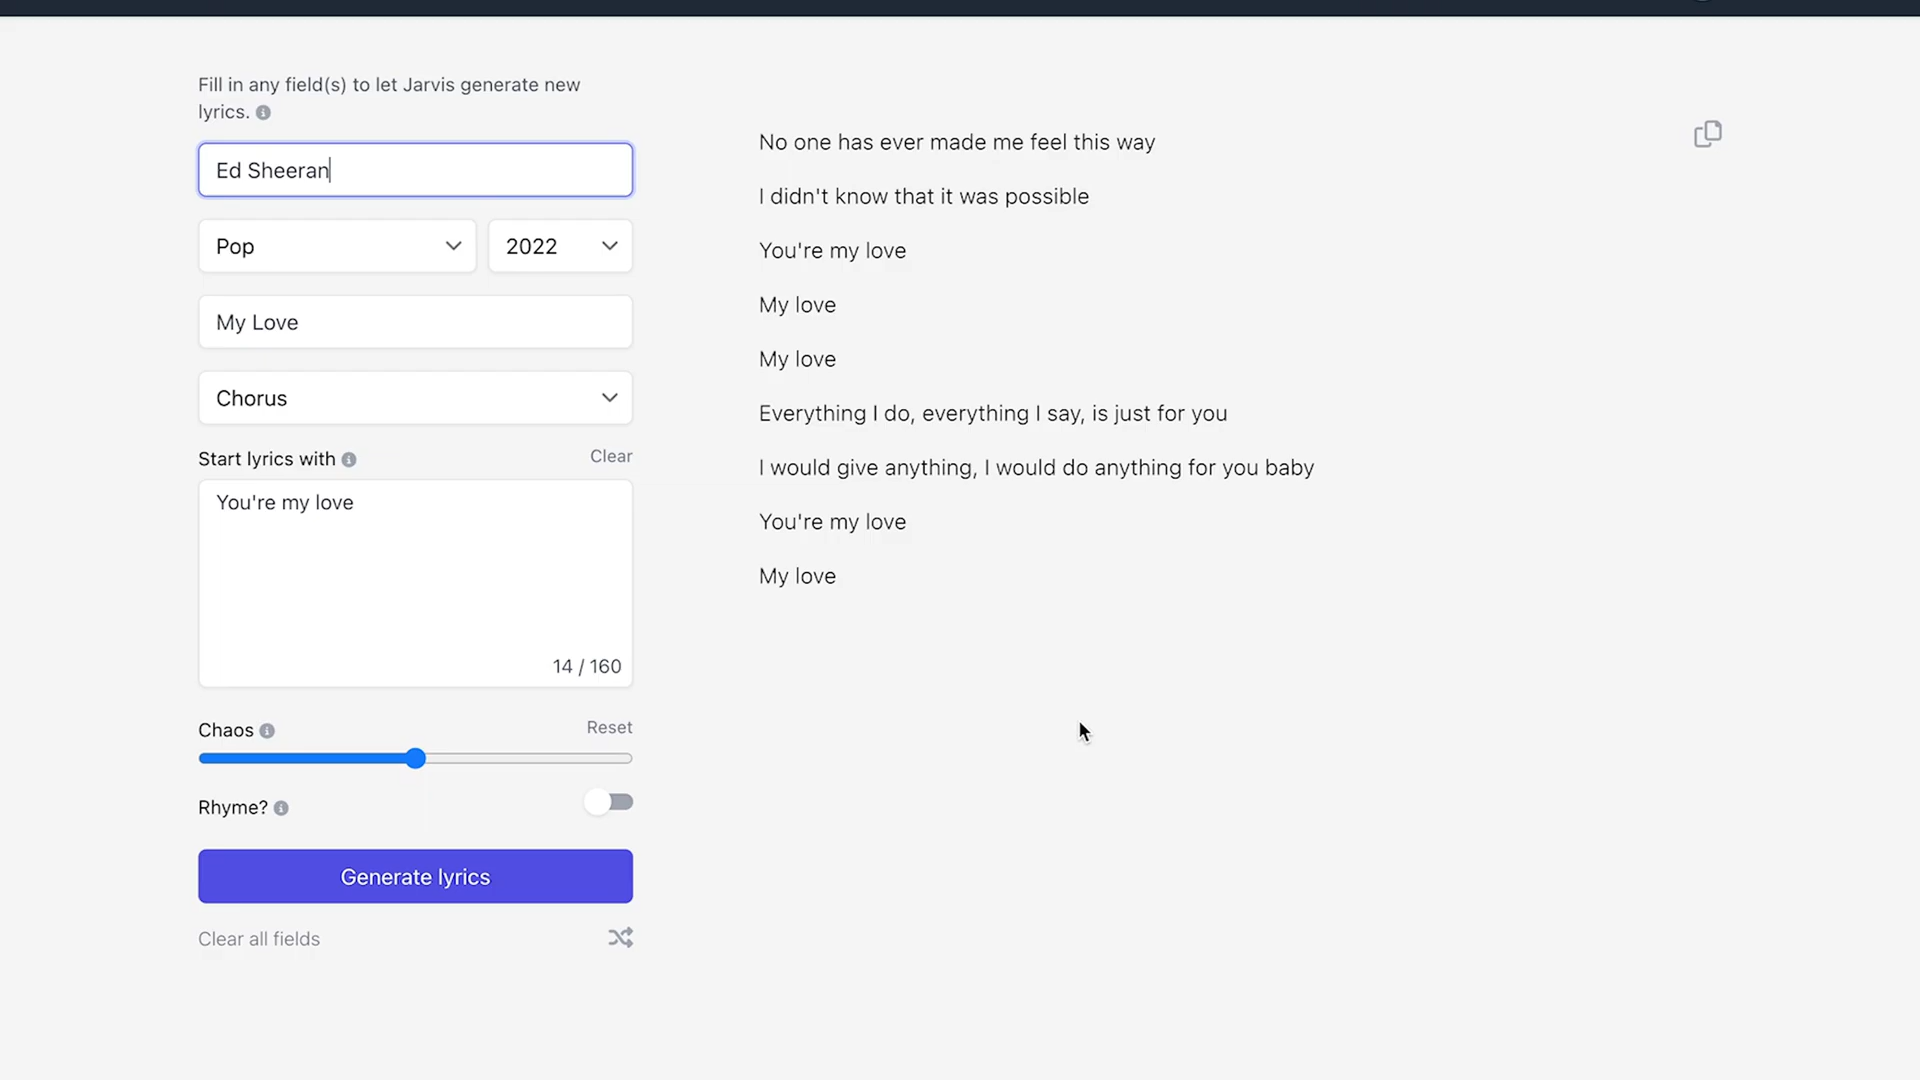 Fill in any field(s) to let Jarvis generate new
lyrics.
Ed Sheeran
Pop
2022
My Love
Chorus
Start lyrics with
Clear
You're my love
14 / 160
Chaos
Reset
Rhyme?
Generate lyrics
Clear all fields
No one has ever made me feel this way
I didn't know that it was possible
You're my love
My love
My love
Everything I do, everything I say, is just for you
I would give anything, I would do anything for you baby
You're my love
My love